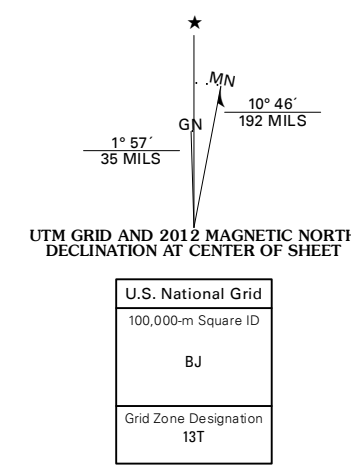 MN
GN
10° 46´
192 MILS
1° 57´
35 MILS
UTM GRID AND 2012 MAGNETIC NORTH
DECLINATION AT CENTER OF SHEET
U.S. National Grid
100,000-m Square ID
BJ
Grid Zone Designation
13T